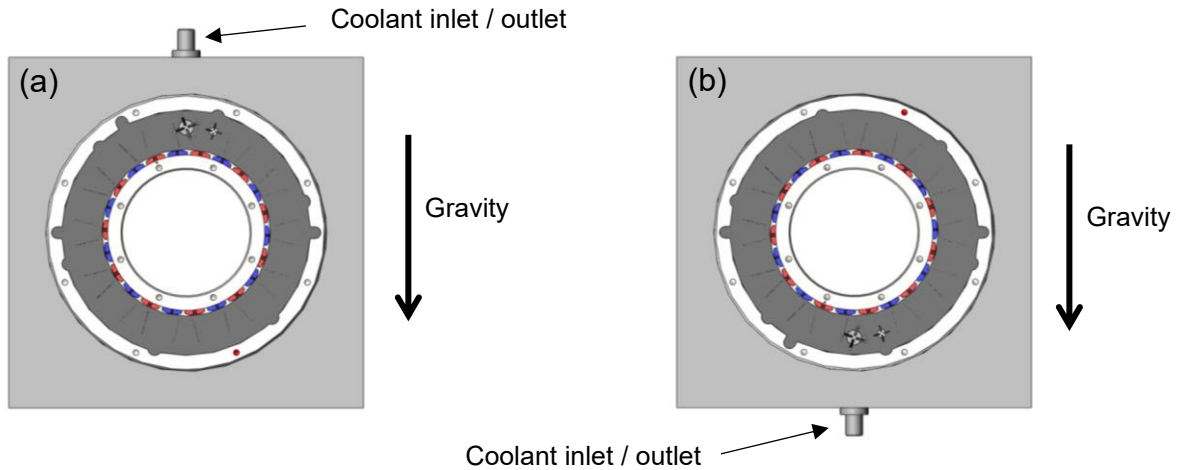 Coolant inlet / outlet
(a)
(b)
Gravity
Gravity
Coolant inlet / outlet